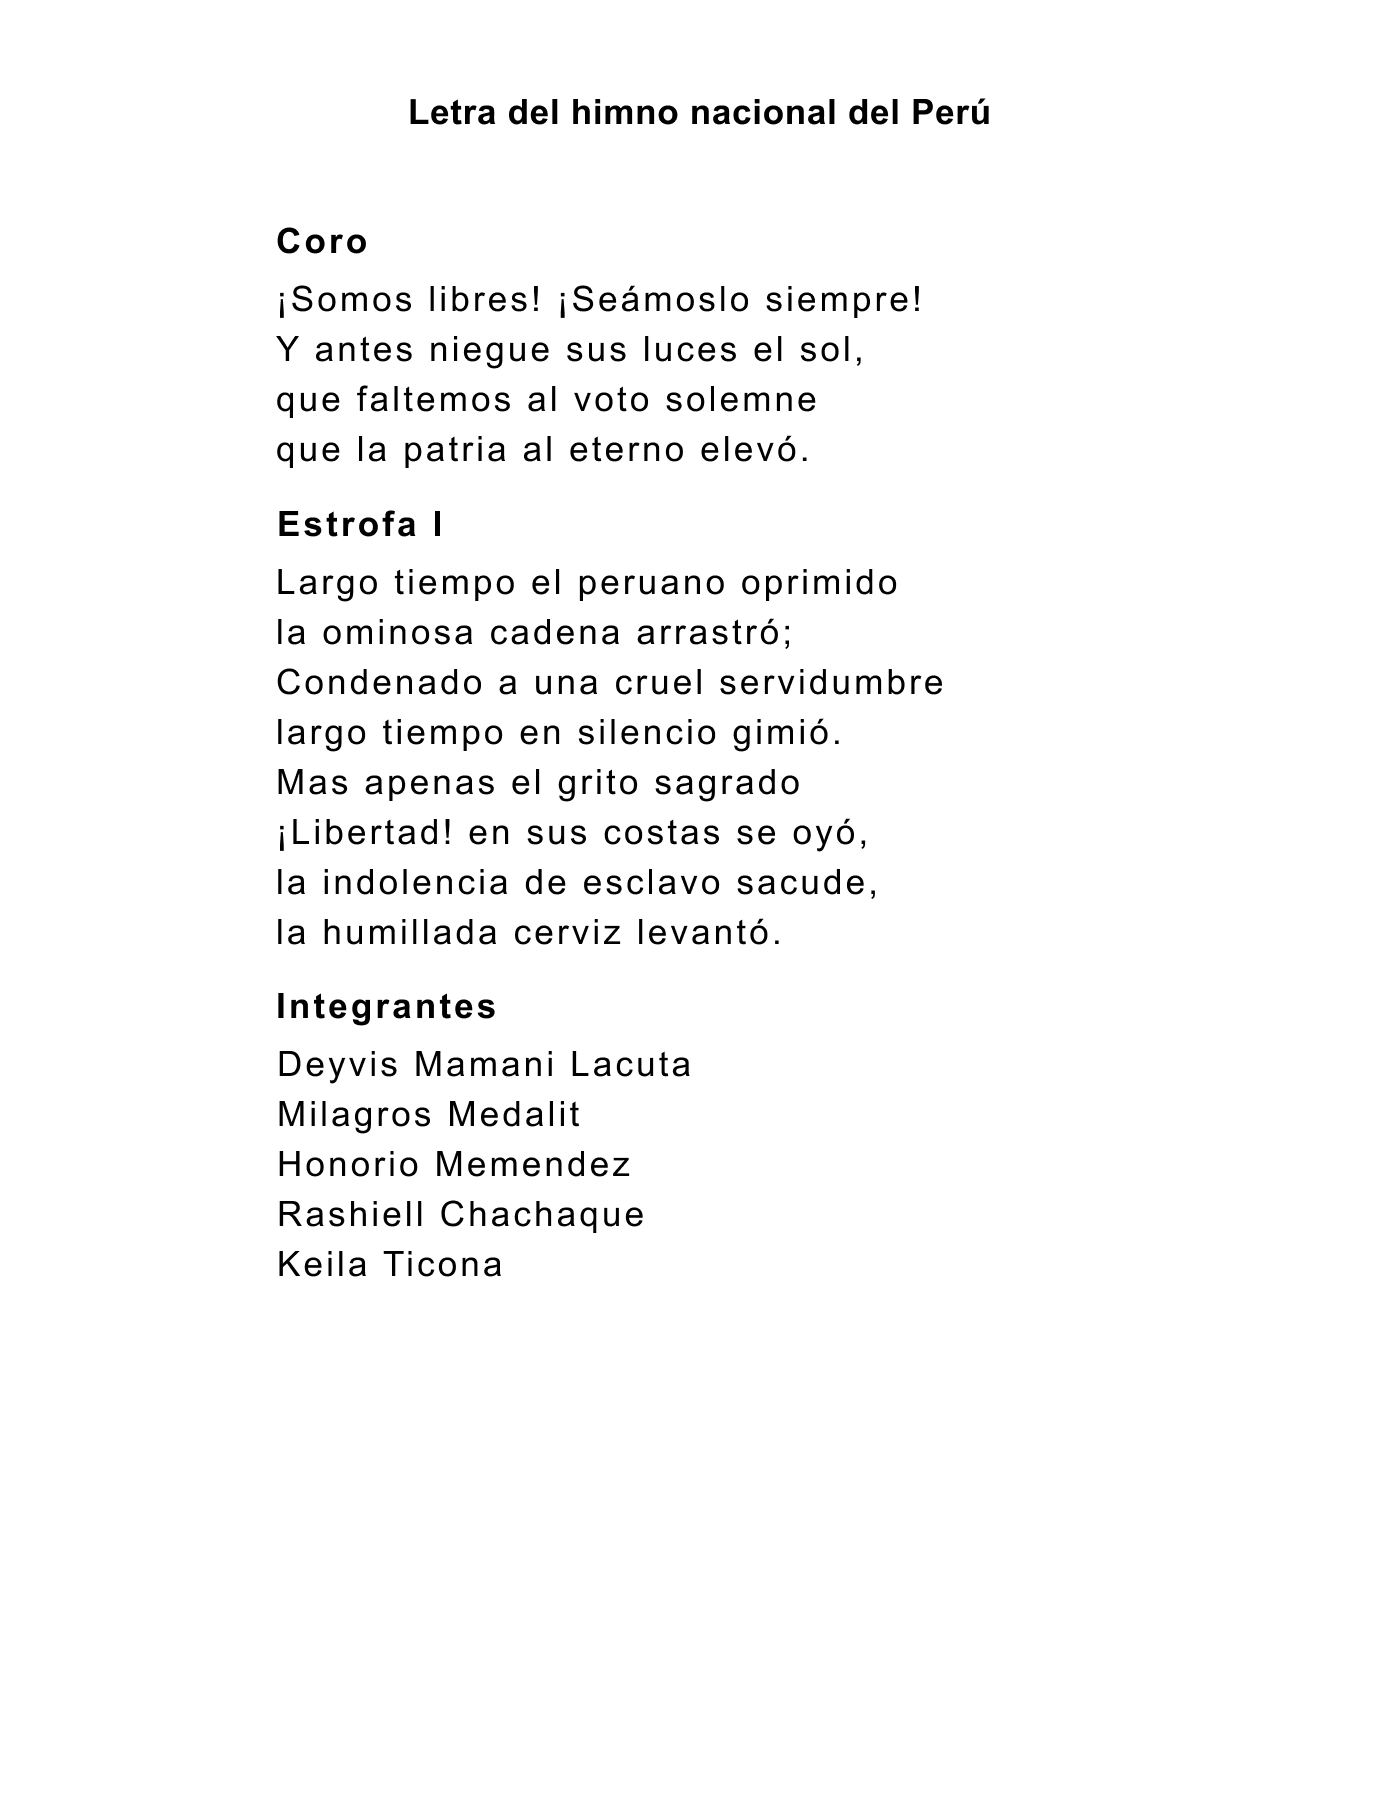 Letra del himno nacional del Perú
Coro
¡Somos libres! ¡Seámoslo siempre!
Y antes niegue sus luces el sol,
que faltemos al voto solemne
que la patria al eterno elevó.
Estrofa I
Largo tiempo el peruano oprimido
la ominosa cadena arrastró;
Condenado a una cruel servidumbre
largo tiempo en silencio gimió.
Mas apenas el grito sagrado
¡Libertad! en sus costas se oyó,
la indolencia de esclavo sacude,
la humillada cerviz levantó.
Integrantes
Deyvis Mamani Lacuta
Milagros Medalit
Honorio Memendez
Rashiell Chachaque
Keila Ticona